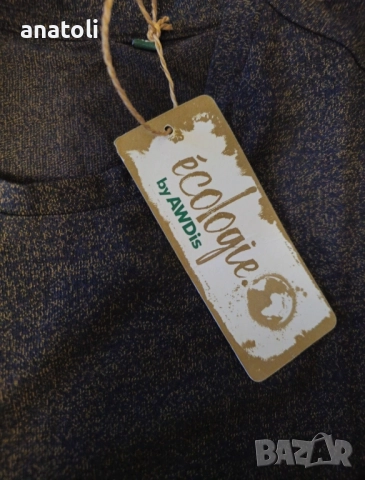 anatoli
écologie.
by AWDis
BAZAR